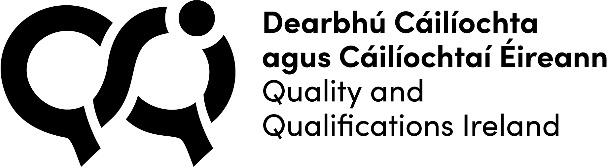 Dearbhú Cáilíochta
agus Cáilíochtaí Éireann
Quality and
Qualifications Ireland